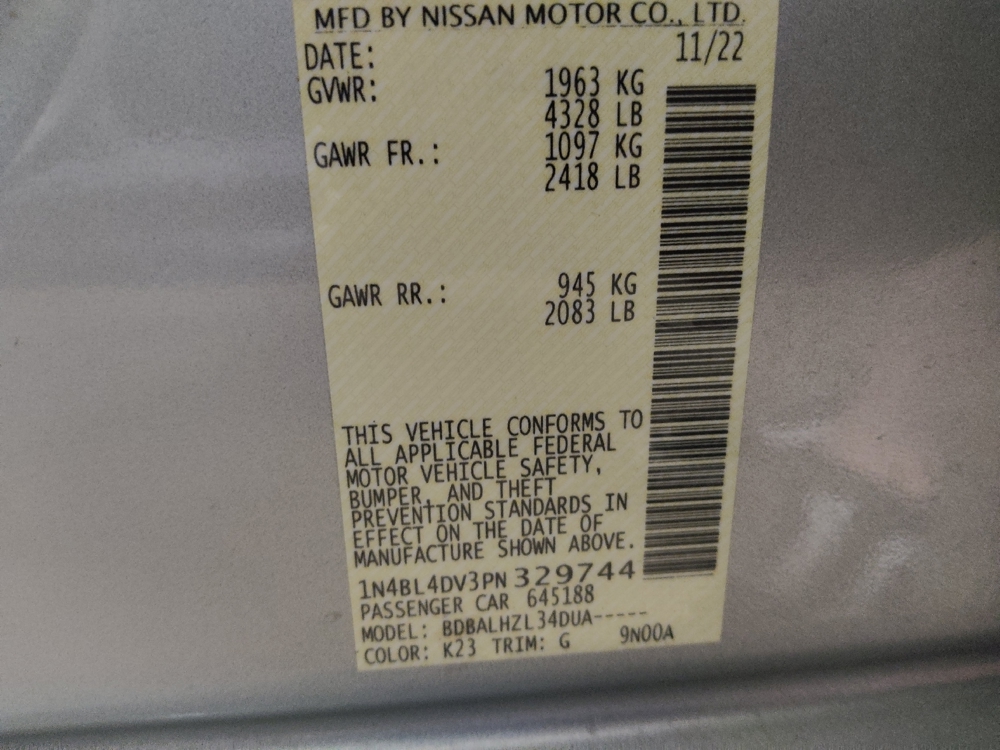 MFD BY NISSAN MOTOR CO., LTD.
DATE: 11/22
GVWR: 1963 KG
4328 LB
GAWR FR.: 1097 KG
2418 LB
GAWR RR.: 945 KG
2083 LB
THIS VEHICLE CONFORMS TO
ALL APPLICABLE FEDERAL
MOTOR VEHICLE SAFETY,
BUMPER, AND THEFT
PREVENTION STANDARDS IN
EFFECT ON THE DATE OF
MANUFACTURE SHOWN ABOVE.
1N4BL4DV3PN329744
PASSENGER CAR 645188
MODEL: BDBALHZL34DUA-----
COLOR: K23 TRIM: G 9N00A